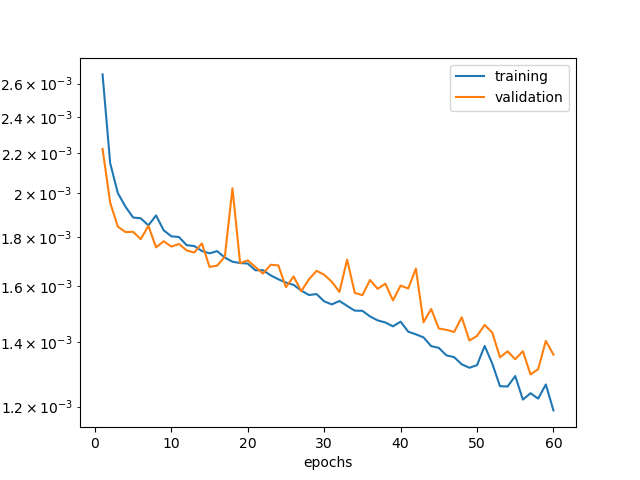 training
validation
2.6 × 10⁻³
2.4 × 10⁻³
2.2 × 10⁻³
2 × 10⁻³
1.8 × 10⁻³
1.6 × 10⁻³
1.4 × 10⁻³
1.2 × 10⁻³
0 10 20 30 40 50 60
epochs